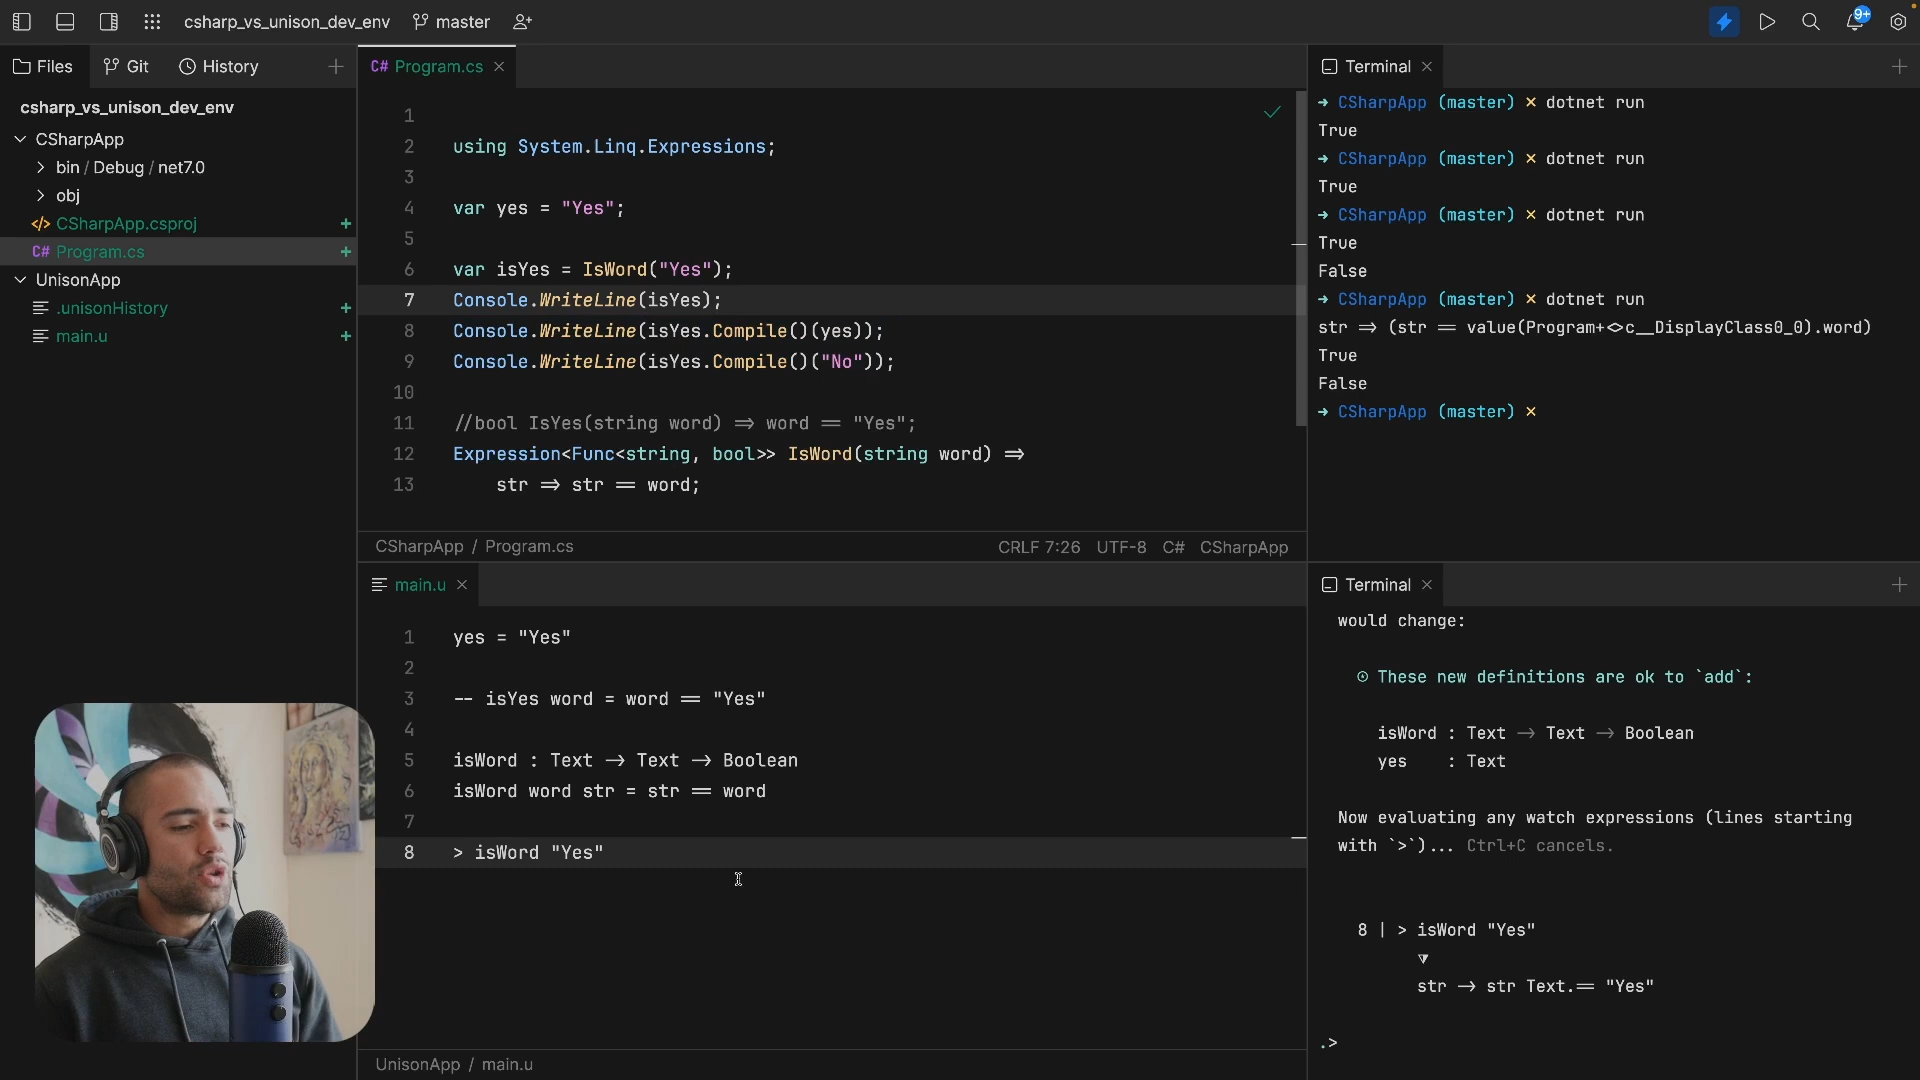 csharp_vs_unison_dev_env master
9+
Files Git History
csharp_vs_unison_dev_env
CSharpApp
bin / Debug / net7.0
obj
</> CSharpApp.csproj +
C# Program.cs +
UnisonApp
.unisonHistory +
main.u +
C# Program.cs ×
1
2 using System.Linq.Expressions;
3
4 var yes = "Yes";
5
6 var isYes = IsWord("Yes");
7 Console.WriteLine(isYes);
8 Console.WriteLine(isYes.Compile()(yes));
9 Console.WriteLine(isYes.Compile()("No"));
10
11 //bool IsYes(string word) => word == "Yes";
12 Expression<Func<string, bool>> IsWord(string word) =>
13 str => str == word;
CSharpApp / Program.cs CRLF 7:26 UTF-8 C# CSharpApp
Terminal ×
→ CSharpApp (master) × dotnet run
True
→ CSharpApp (master) × dotnet run
True
→ CSharpApp (master) × dotnet run
True
False
→ CSharpApp (master) × dotnet run
str => (str == value(Program+<>c__DisplayClass0_0).word)
True
False
→ CSharpApp (master) ×
main.u ×
1 yes = "Yes"
2
3 -- isYes word = word == "Yes"
4
5 isWord : Text -> Text -> Boolean
6 isWord word str = str == word
7
8 > isWord "Yes"
UnisonApp / main.u
Terminal ×
would change:
⊙ These new definitions are ok to `add`:
isWord : Text -> Text -> Boolean
yes : Text
Now evaluating any watch expressions (lines starting
with `>`)... Ctrl+C cancels.
8 | > isWord "Yes"
⧩
str -> str Text.== "Yes"
.>